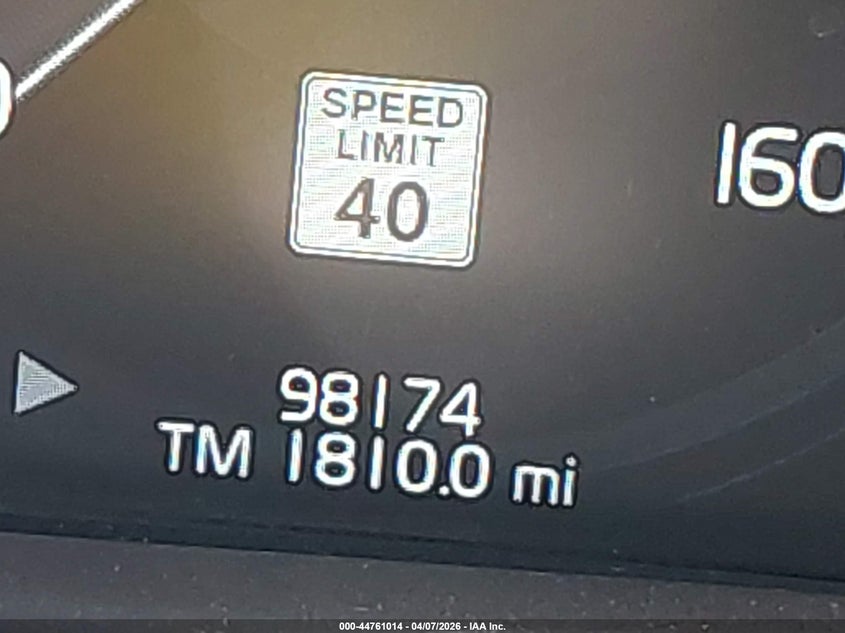 SPEED
LIMIT
40
160
98174
TM 1810.0 mi
000-44761014 - 04/07/2026 - IAA Inc.